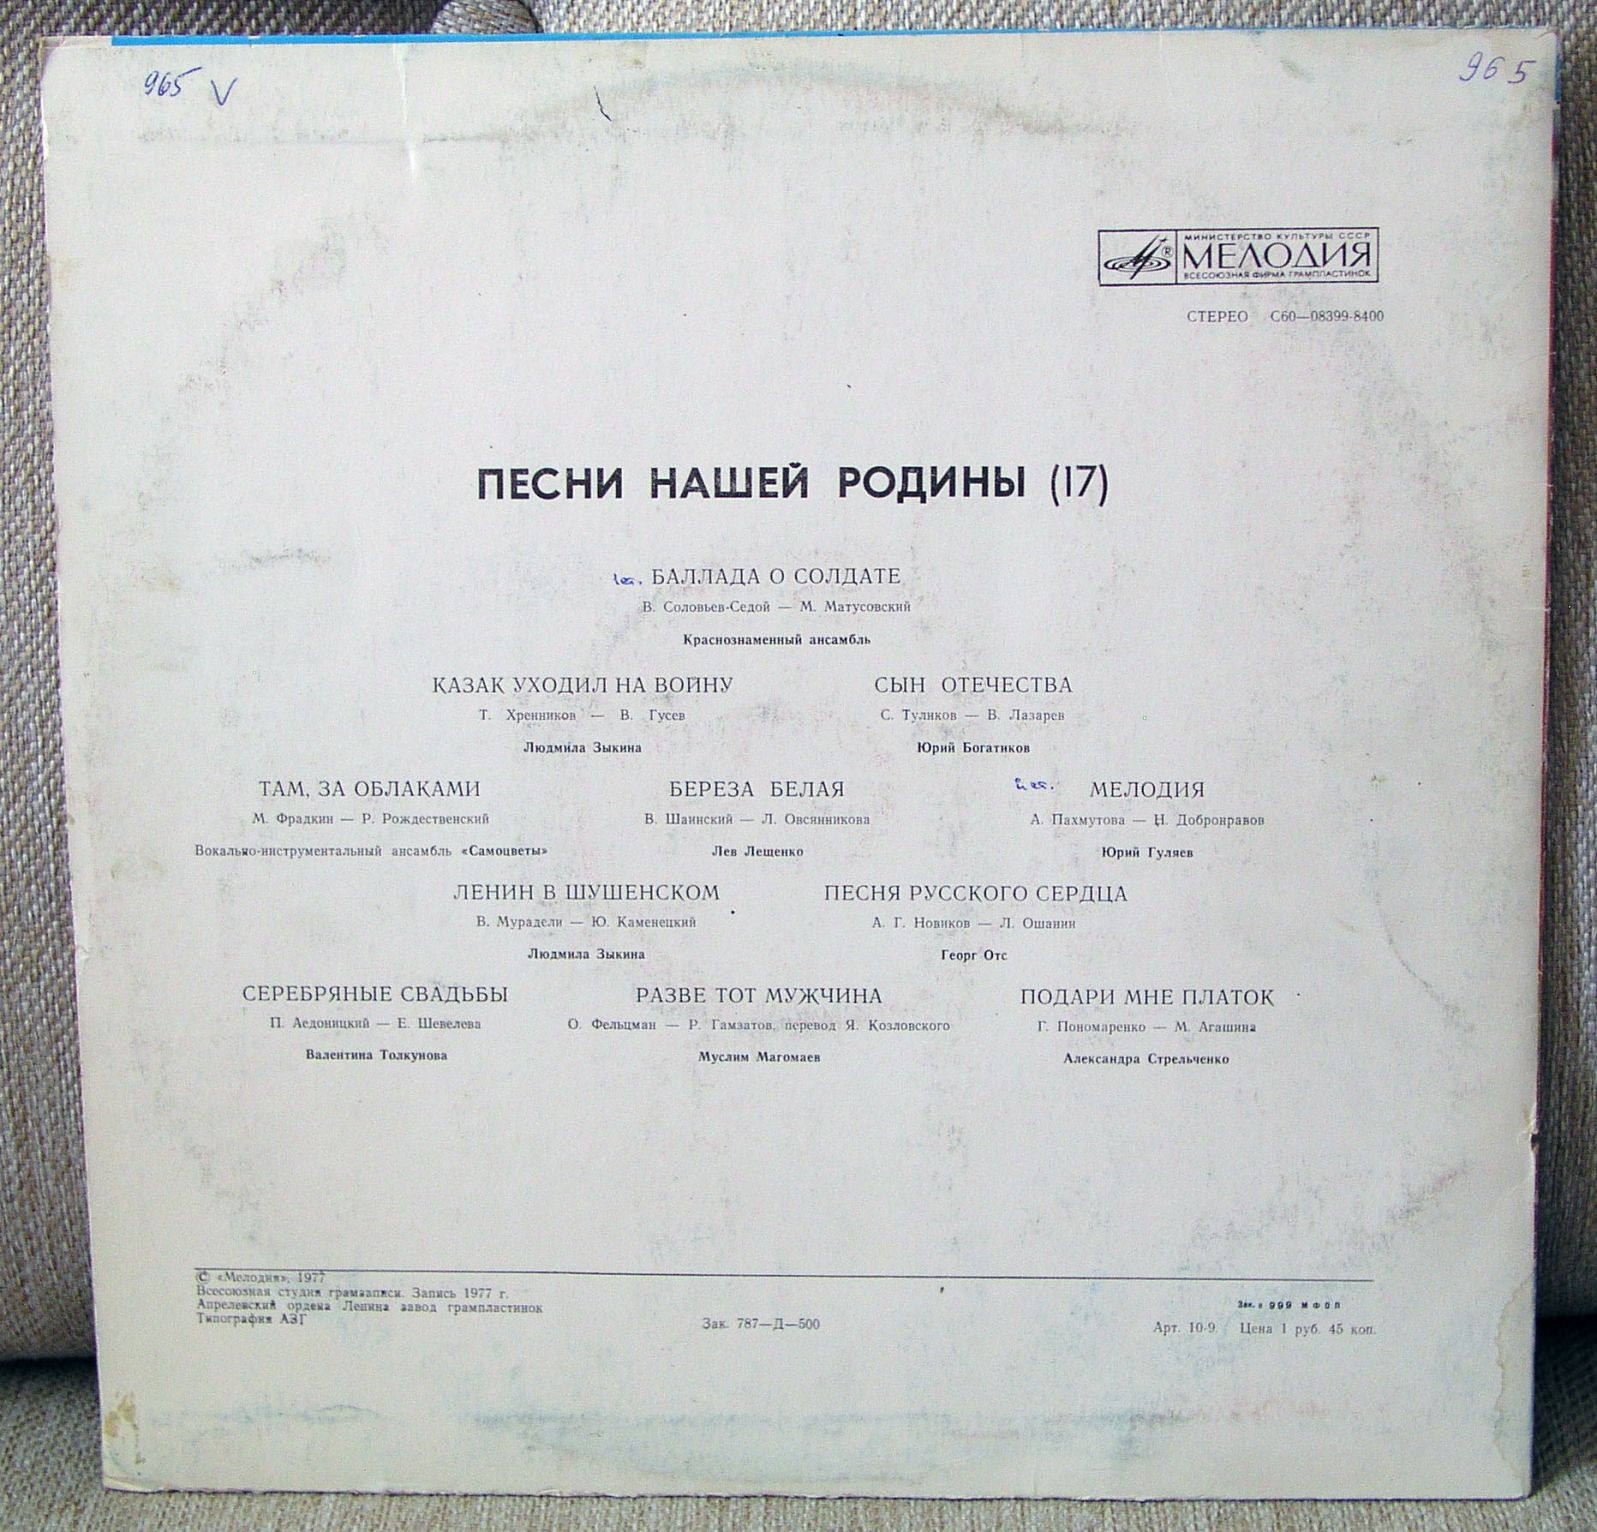 965 V
965
МИНИСТЕРСТВО КУЛЬТУРЫ СССР
МЕЛОДИЯ
ВСЕСОЮЗНАЯ ФИРМА ГРАМПЛАСТИНОК
СТЕРЕО С60—08399-8400
ПЕСНИ НАШЕЙ РОДИНЫ (17)
БАЛЛАДА О СОЛДАТЕ
В. Соловьев-Седой — М. Матусовский
Краснознаменный ансамбль
КАЗАК УХОДИЛ НА ВОЙНУ
Т. Хренников — В. Гусев
Людмила Зыкина
СЫН ОТЕЧЕСТВА
С. Туликов — В. Лазарев
Юрий Богатиков
ТАМ, ЗА ОБЛАКАМИ
М. Фрадкин — Р. Рождественский
Вокально-инструментальный ансамбль «Самоцветы»
БЕРЕЗА БЕЛАЯ
В. Шаинский — Л. Овсянникова
Лев Лещенко
МЕЛОДИЯ
А. Пахмутова — Н. Добронравов
Юрий Гуляев
ЛЕНИН В ШУШЕНСКОМ
В. Мурадели — Ю. Каменецкий
Людмила Зыкина
ПЕСНЯ РУССКОГО СЕРДЦА
А. Г. Новиков — Л. Ошанин
Георг Отс
СЕРЕБРЯНЫЕ СВАДЬБЫ
П. Аедоницкий — Е. Шевелева
Валентина Толкунова
РАЗВЕ ТОТ МУЖЧИНА
О. Фельцман — Р. Гамзатов, перевод Я. Козловского
Муслим Магомаев
ПОДАРИ МНЕ ПЛАТОК
Г. Пономаренко — М. Агашина
Александра Стрельченко
© «Мелодия», 1977
Всесоюзная студия грамзаписи. Запись 1977 г.
Апрелевский ордена Ленина завод грампластинок
Типография АЗГ
Зак. 787—Д—500
999
Арт. 10-9. Цена 1 руб. 45 коп.